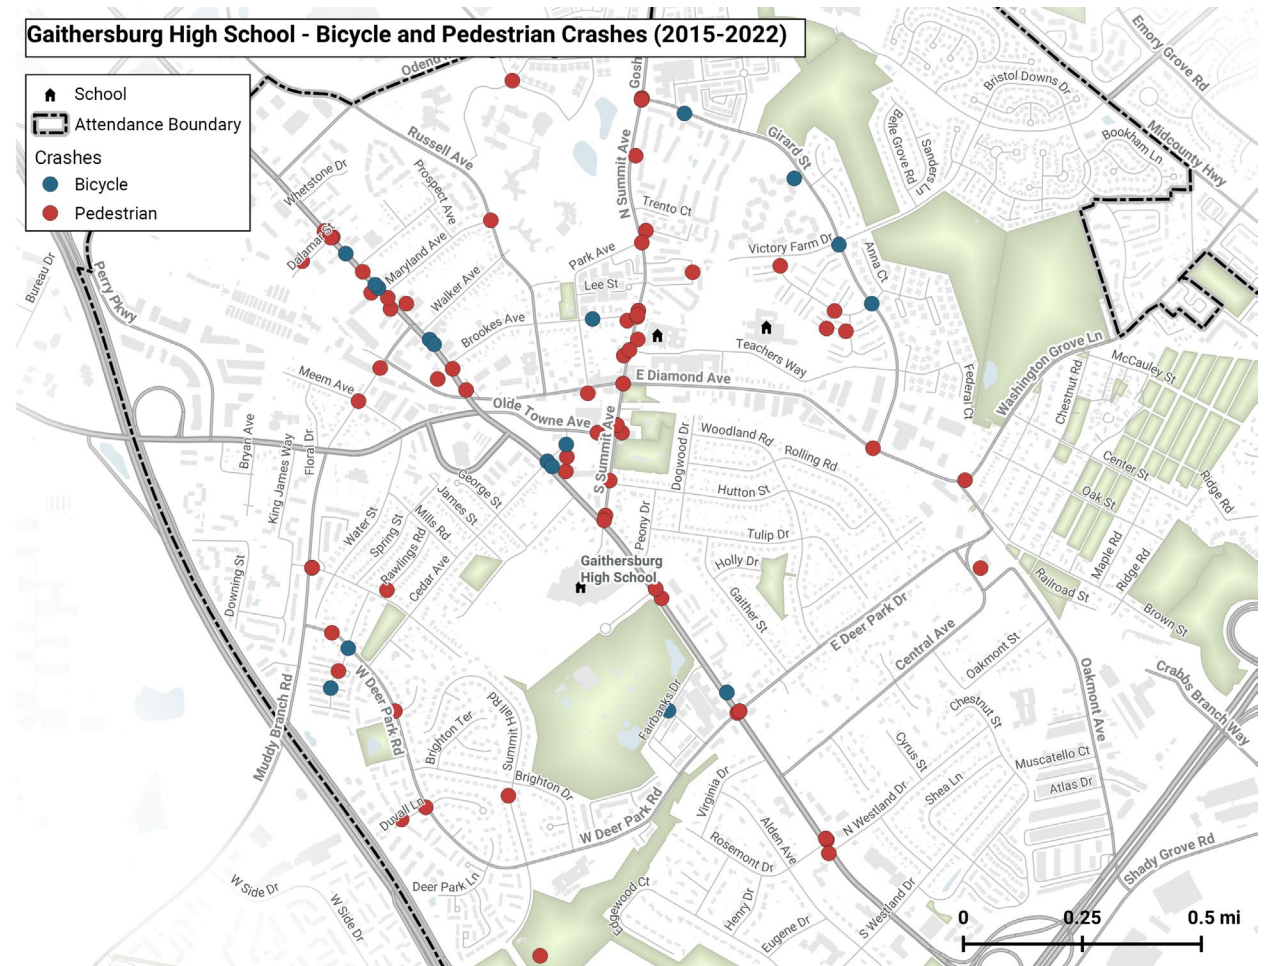 Gaithersburg High School - Bicycle and Pedestrian Crashes (2015-2022)
School
Attendance Boundary
Crashes
Bicycle
Pedestrian
Gosh
Emory Grove Rd
Bristol Downs Dr
Midcounty Hwy
Bookham Ln
Russell Ave
Girard St
Belle Grove Rd
Sanders Ln
N Summit Ave
Whetstone Dr
Prospect Ave
Trento Ct
Dalamar St
Maryland Ave
Park Ave
Victory Farm Dr
Anna Ct
Bureau Dr
Perry Pkwy
Walker Ave
Lee St
Brookes Ave
Teachers Way
Washington Grove Ln
McCauley St
Meem Ave
E Diamond Ave
Federal Ct
Chestnut Rd
Olde Towne Ave
S Summit Ave
Bryan Ave
King James Way
Floral Dr
Dogwood Dr
Woodland Rd
Rolling Rd
Center St
Ridge Rd
George St
James St
Hutton St
Oak St
Water St
Spring St
Mills Rd
Rawlings Rd
Cedar Ave
Peony Dr
Tulip Dr
Maple Rd
Ridge Rd
Downing St
Gaithersburg
High School
Holly Dr
Gaither St
Railroad St
Brown St
E Deer Park Dr
Central Ave
Oakmont St
Oakmont Ave
Crabbs Branch Way
Muddy Branch Rd
W Deer Park Rd
Brighton Ter
Summit Hall Rd
Fairbanks Dr
Chestnut St
Cyrus St
Muscatello Ct
Shea Ln
Atlas Dr
Brighton Dr
Duvall Ln
W Deer Park Rd
Virginia Dr
N Westland Dr
Alden Ave
Rosemont Dr
Shady Grove Rd
W Side Dr
W Side Dr
Deer Park Ln
Edgewood Ct
Henry Dr
Eugene Dr
S Westland Dr
0 0.25 0.5 mi